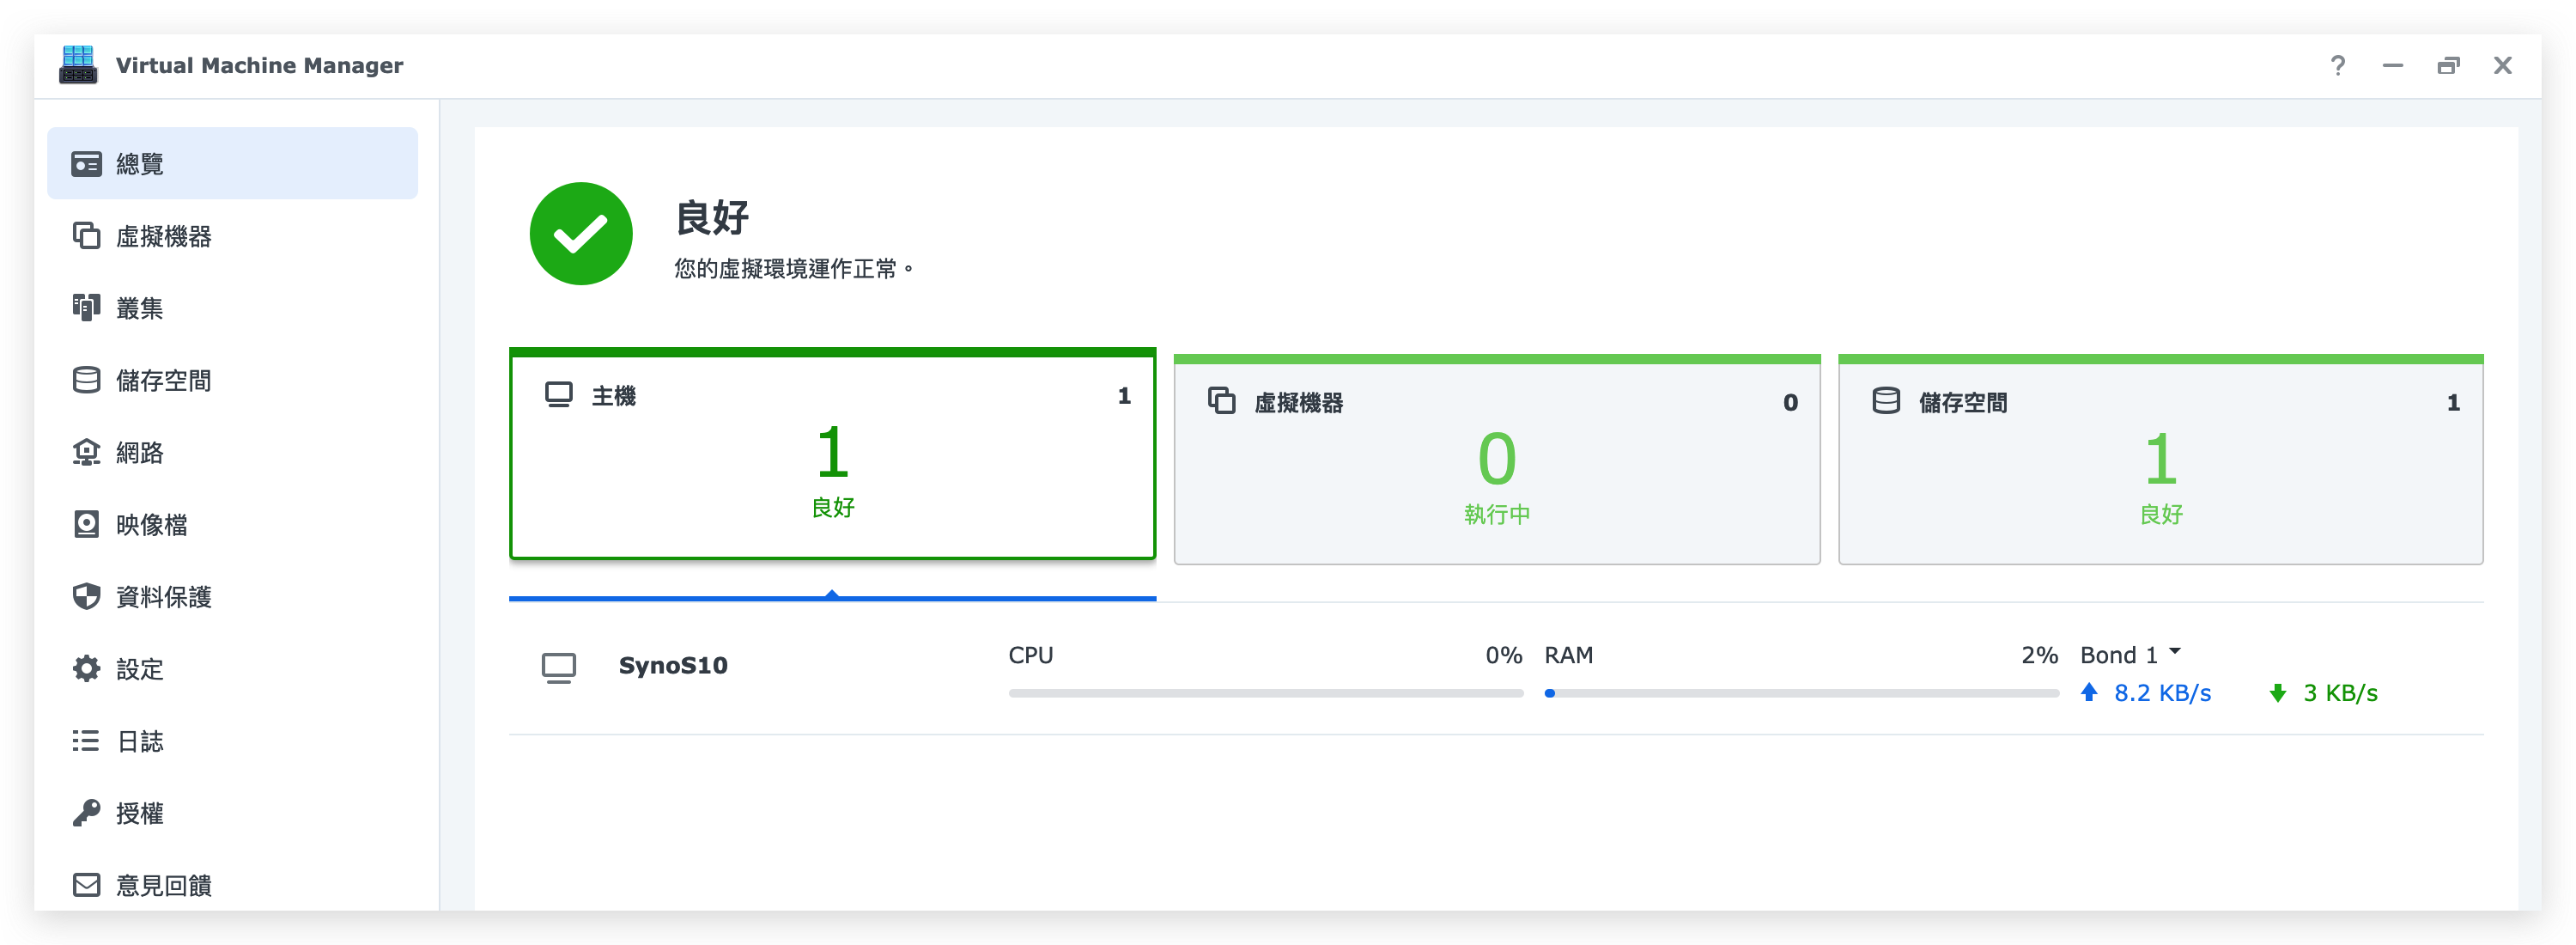 Virtual Machine Manager
總覽
虛擬機器
叢集
儲存空間
網路
映像檔
資料保護
設定
日誌
授權
意見回饋
良好
您的虛擬環境運作正常。
主機 1
1
良好
虛擬機器 0
0
執行中
儲存空間 1
1
良好
SynoS10
CPU 0%
RAM 2%
Bond 1
8.2 KB/s 3 KB/s